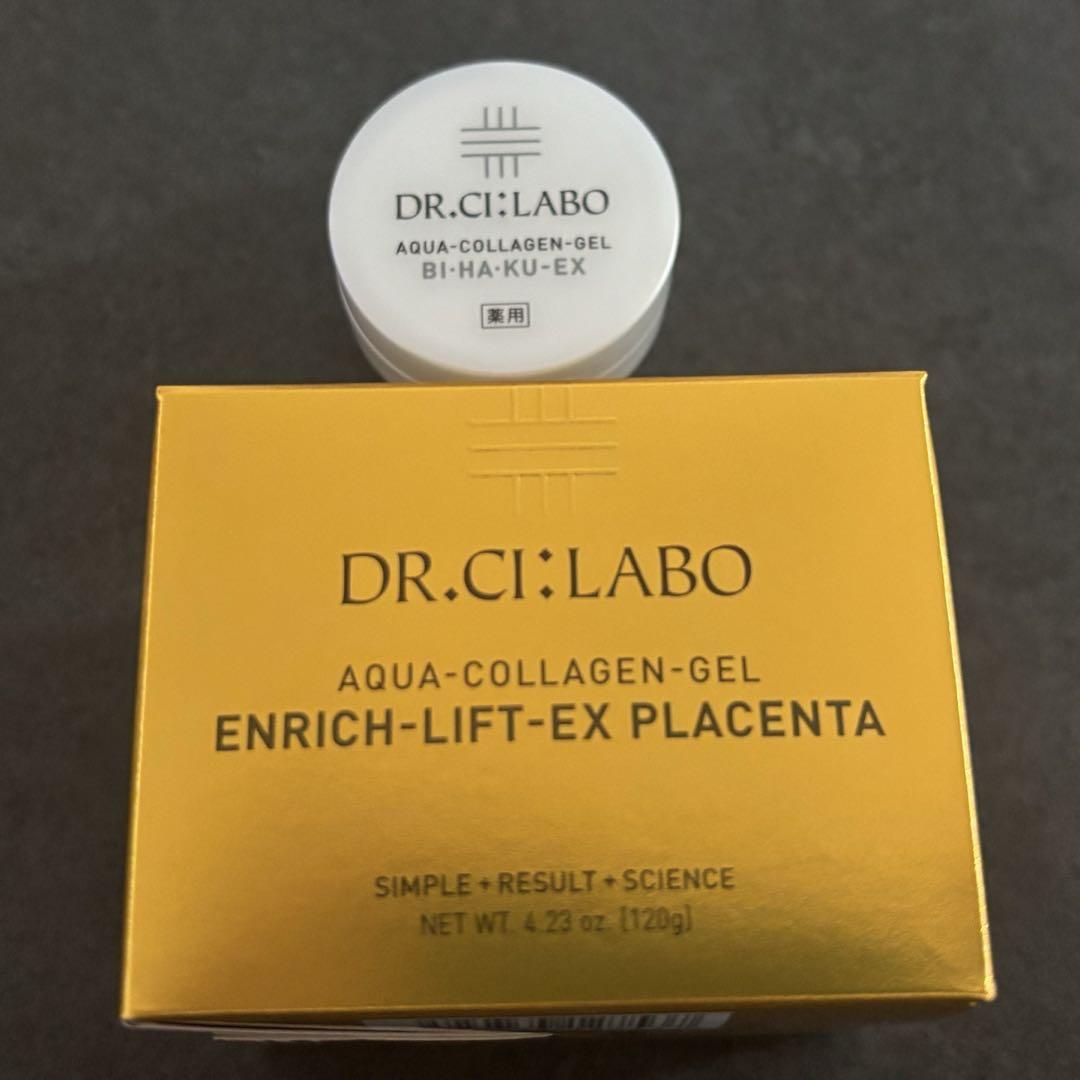 DR.CI:LABO
AQUA-COLLAGEN-GEL
BI·HA·KU-EX
薬用
DR.CI:LABO
AQUA-COLLAGEN-GEL
ENRICH-LIFT-EX PLACENTA
SIMPLE + RESULT + SCIENCE
NET WT. 4.23 oz. [120g]